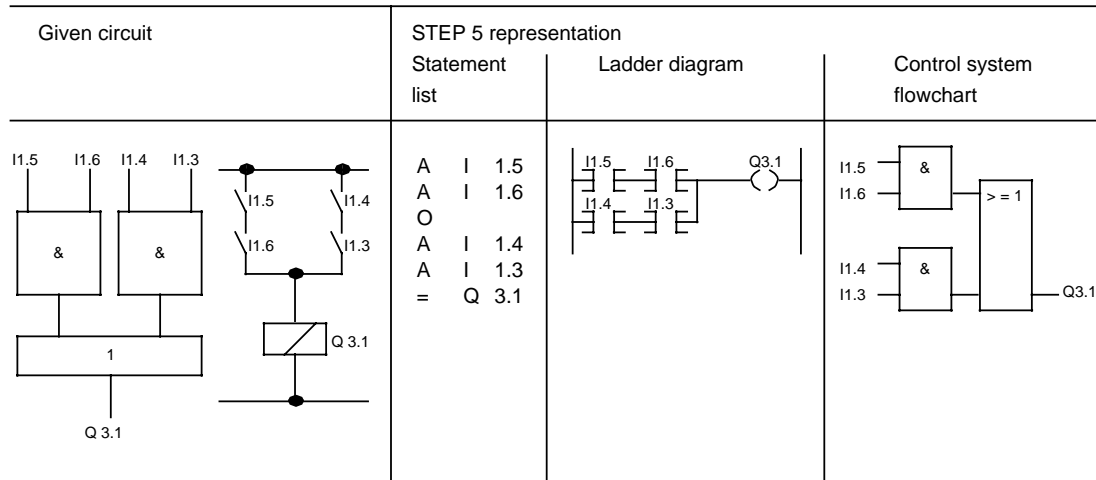 Given circuit
STEP 5 representation
Statement list
Ladder diagram
Control system flowchart
I1.5 I1.6 I1.4 I1.3
& &
1
Q 3.1
I1.5 I1.4
I1.6 I1.3
Q 3.1
A I 1.5
A I 1.6
O
A I 1.4
A I 1.3
= Q 3.1
I1.5 I1.6 Q3.1
I1.4 I1.3
I1.5
I1.6
&
> = 1
I1.4
I1.3
&
Q3.1